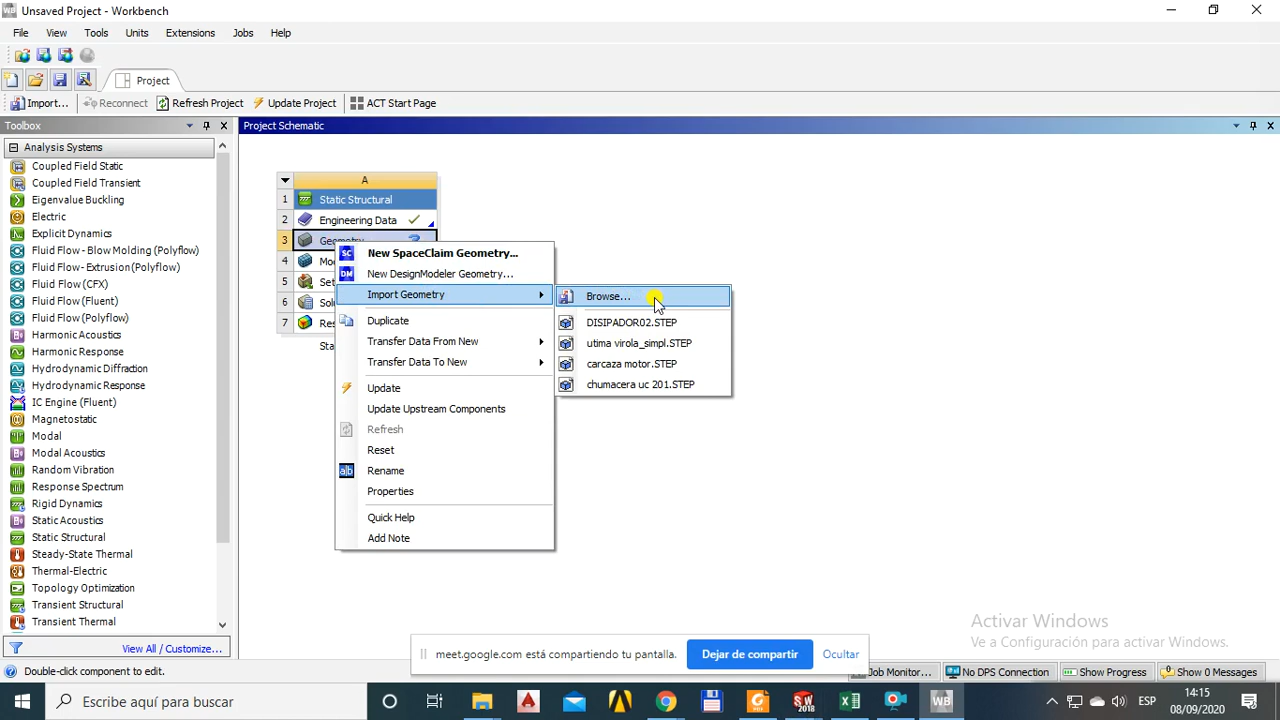 Unsaved Project - Workbench
File View Tools Units Extensions Jobs Help
Project
Import... Reconnect Refresh Project Update Project ACT Start Page
Toolbox
Project Schematic
Analysis Systems
Coupled Field Static
Coupled Field Transient
Eigenvalue Buckling
Electric
Explicit Dynamics
Fluid Flow - Blow Molding (Polyflow)
Fluid Flow - Extrusion (Polyflow)
Fluid Flow (CFX)
Fluid Flow (Fluent)
Fluid Flow (Polyflow)
Harmonic Acoustics
Harmonic Response
Hydrodynamic Diffraction
Hydrodynamic Response
IC Engine (Fluent)
Magnetostatic
Modal
Modal Acoustics
Random Vibration
Response Spectrum
Rigid Dynamics
Static Acoustics
Static Structural
Steady-State Thermal
Thermal-Electric
Topology Optimization
Transient Structural
Transient Thermal
View All / Customize...
A
1 Static Structural
2 Engineering Data
3 Geometry
4
5
6
7
New SpaceClaim Geometry...
New DesignModeler Geometry...
Import Geometry
Duplicate
Transfer Data From New
Transfer Data To New
Update
Update Upstream Components
Refresh
Reset
Rename
Properties
Quick Help
Add Note
Browse...
DISIPADOR02.STEP
utima virola_simpl.STEP
carcaza motor.STEP
chumacera uc 201.STEP
Activar Windows
Ve a Configuración para activar Windows.
meet.google.com está compartiendo tu pantalla. Dejar de compartir Ocultar
Double-click component to edit.
Job Monitor... No DPS Connection Show Progress Show 0 Messages
Escribe aquí para buscar
ESP
14:15
08/09/2020